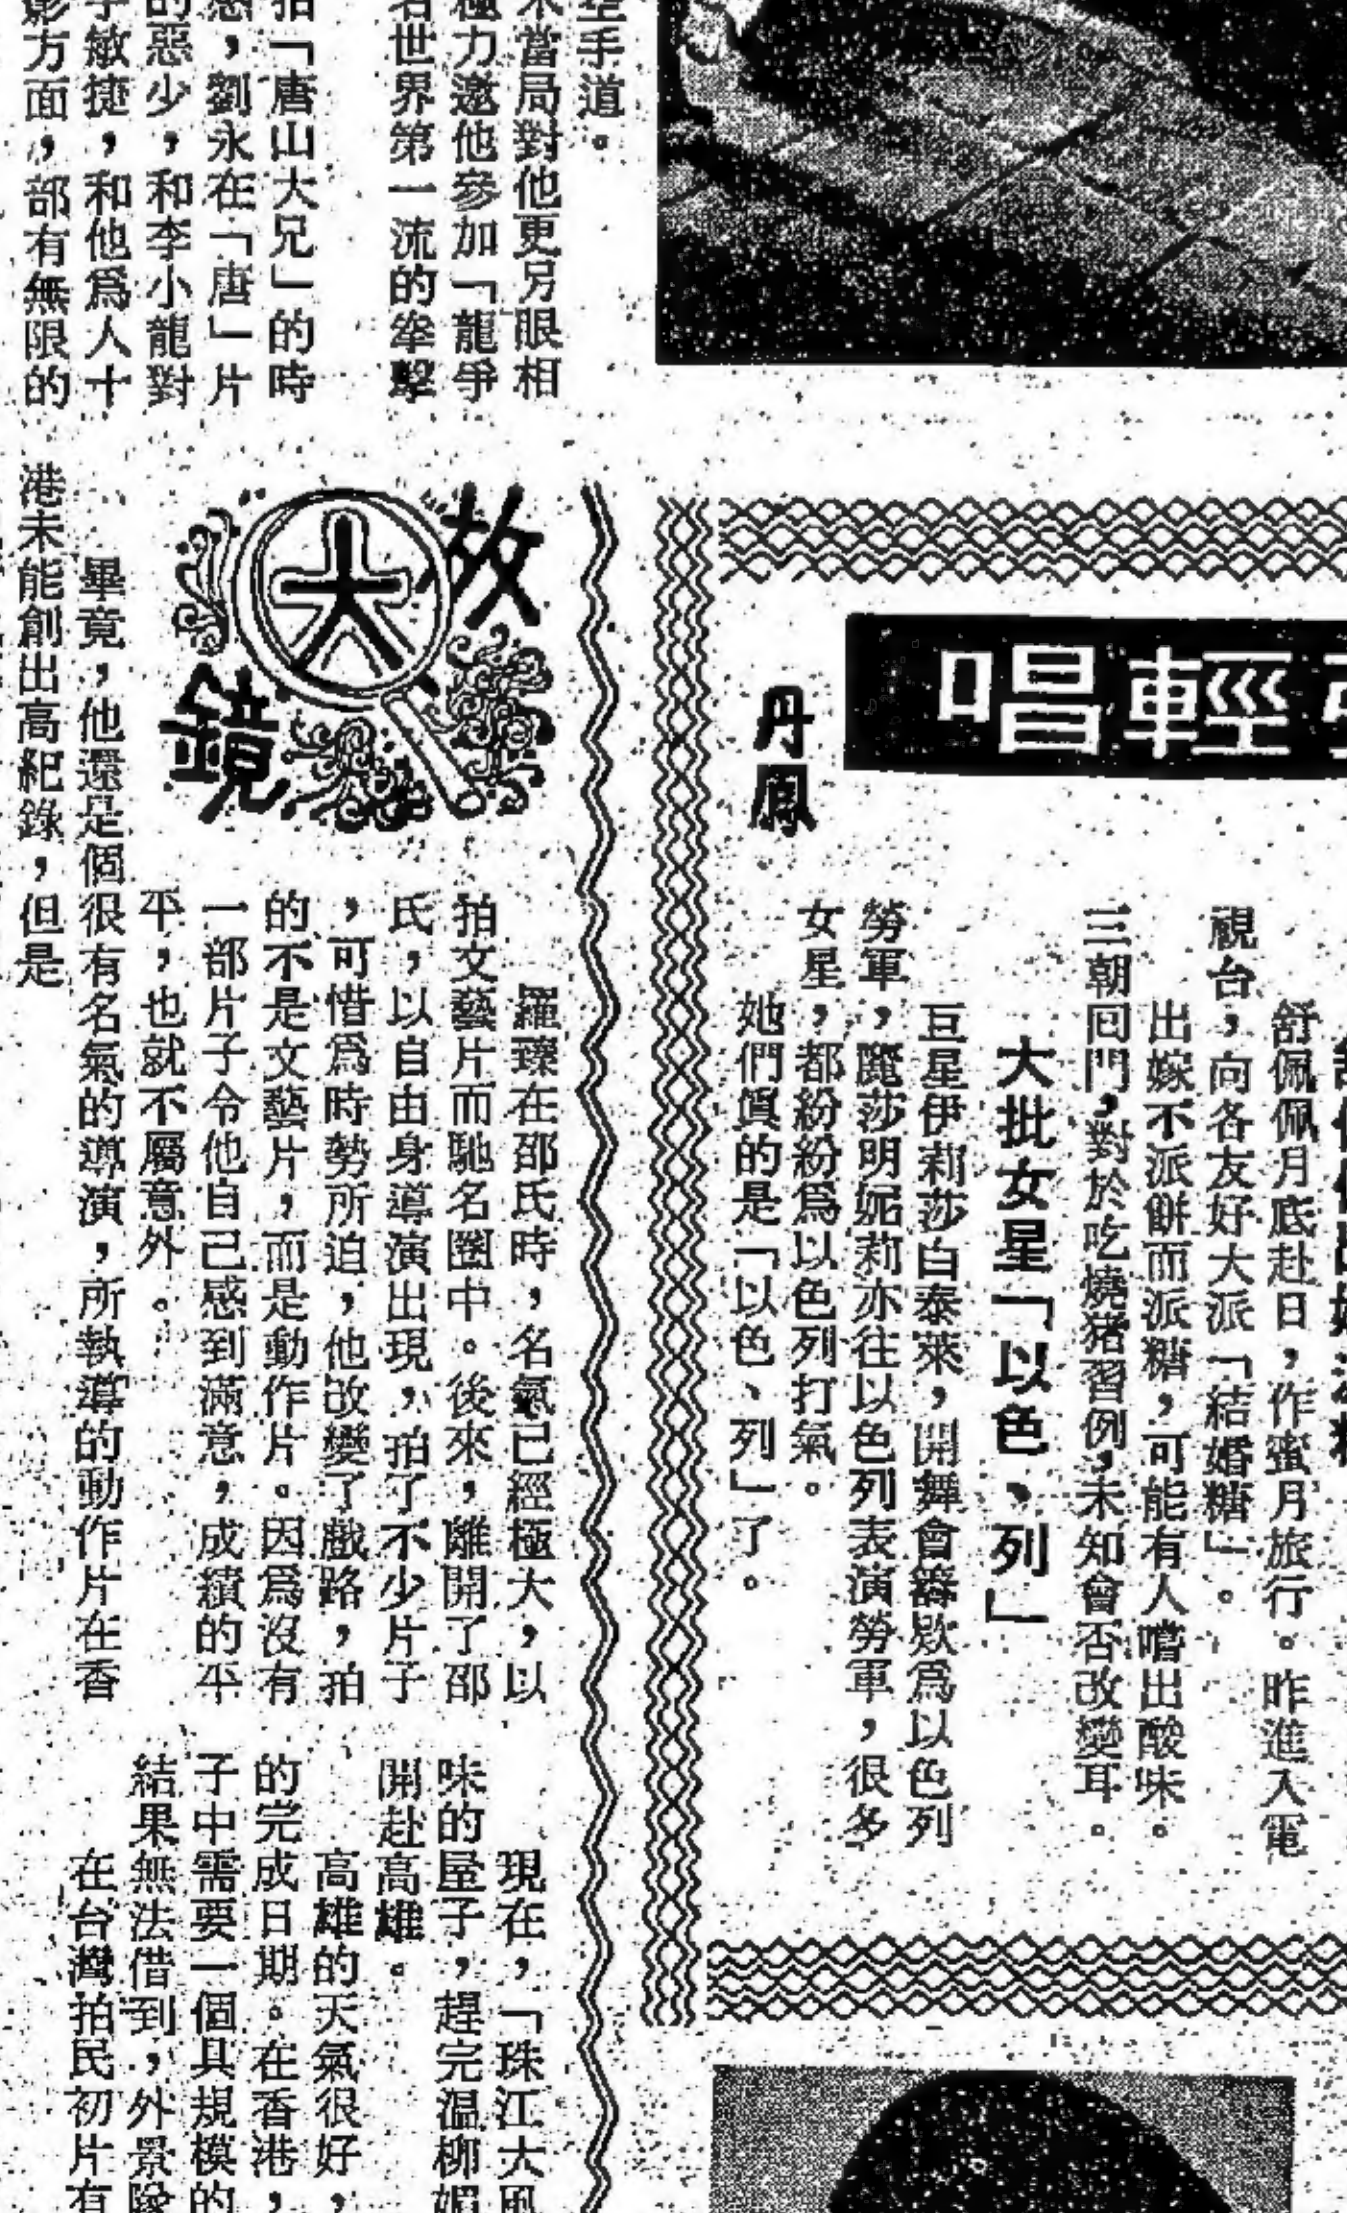 空手道。
當局對他更另眼相
極力邀他參加「龍爭
名世界第一流的拳擊
拍「唐山大兄」的時
，劉永在「唐」片
的惡少，和李小龍對
手敏捷，和他爲人十
影方面，部有無限的
輕唱
丹鳳
舒佩佩月底赴日，作蜜月旅行。昨進入電
視台，向各友好大派「結婚糖」。
出嫁不派餅而派糖，可能有人嚐出酸味。
三朝回門，對於吃燒猪習例，未知會否改變耳。
大批女星「以色、列」
巨星伊莉莎白泰萊，開舞會籌欵爲以色列
勞軍，麗莎明妮莉亦往以色列表演勞軍，很多
女星，都紛紛爲以色列打氣。
她們眞的是「以色、列」了。
放大鏡
羅臻在邵氏時，名氣已經極大，以
拍文藝片而馳名圈中。後來，離開了邵
氏，以自由身導演出現，拍了不少片子
，可惜爲時勢所迫，他改變了戲路，拍
的不是文藝片，而是動作片。因爲沒有
一部片子令他自己感到滿意，成績的平
平，也就不屬意外。
畢竟，他還是個很有名氣的導演，所執導的動作片在香
港未能創出高紀錄，但是
現在，「珠江大風
味的屋子，趕完溫柳媚
開赴高雄。
高雄的天氣很好，
的完成日期。在香港，
子中需要一個具規模的
結果無法借到，外景隊
在台灣拍民初片有